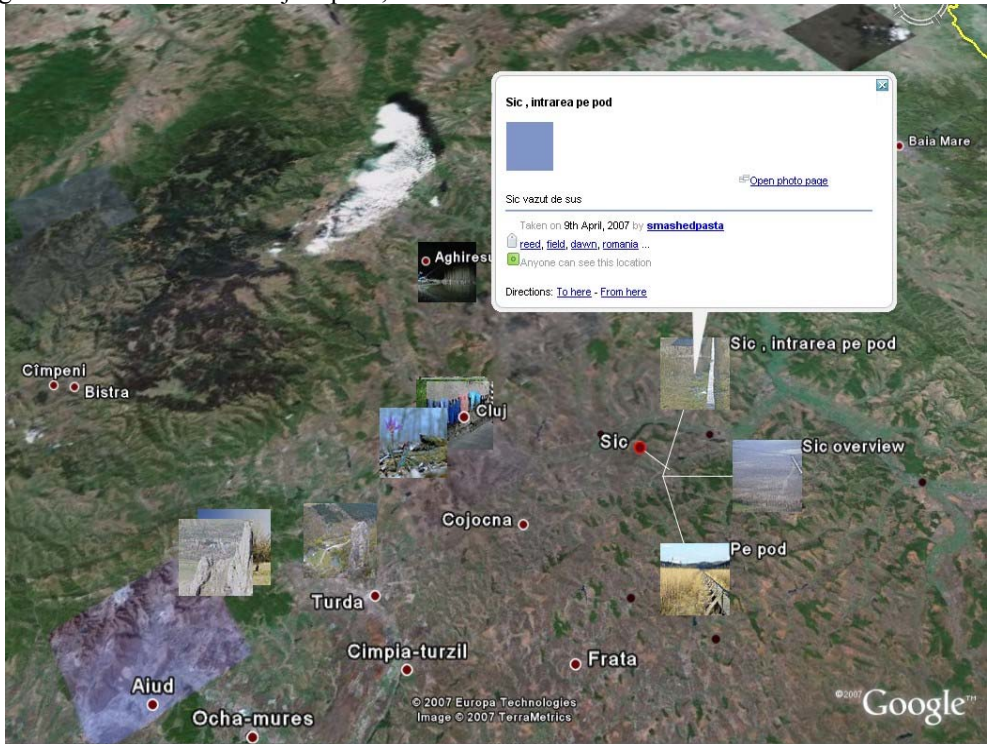 Sic , intrarea pe pod
Open photo page
Sic vazut de sus
Taken on 9th April, 2007 by smashedpasta
reed, field, dawn, romania ...
Anyone can see this location
Directions: To here - From here
Baia Mare
Aghiresu
Sic , intrarea pe pod
Cîmpeni
Bistra
Cluj
Sic
Sic overview
Cojocna
Pe pod
Turda
Cimpia-turzil
Frata
Aiud
Ocha-mures
© 2007 Europa Technologies
Image © 2007 TerraMetrics
©2007 Google™